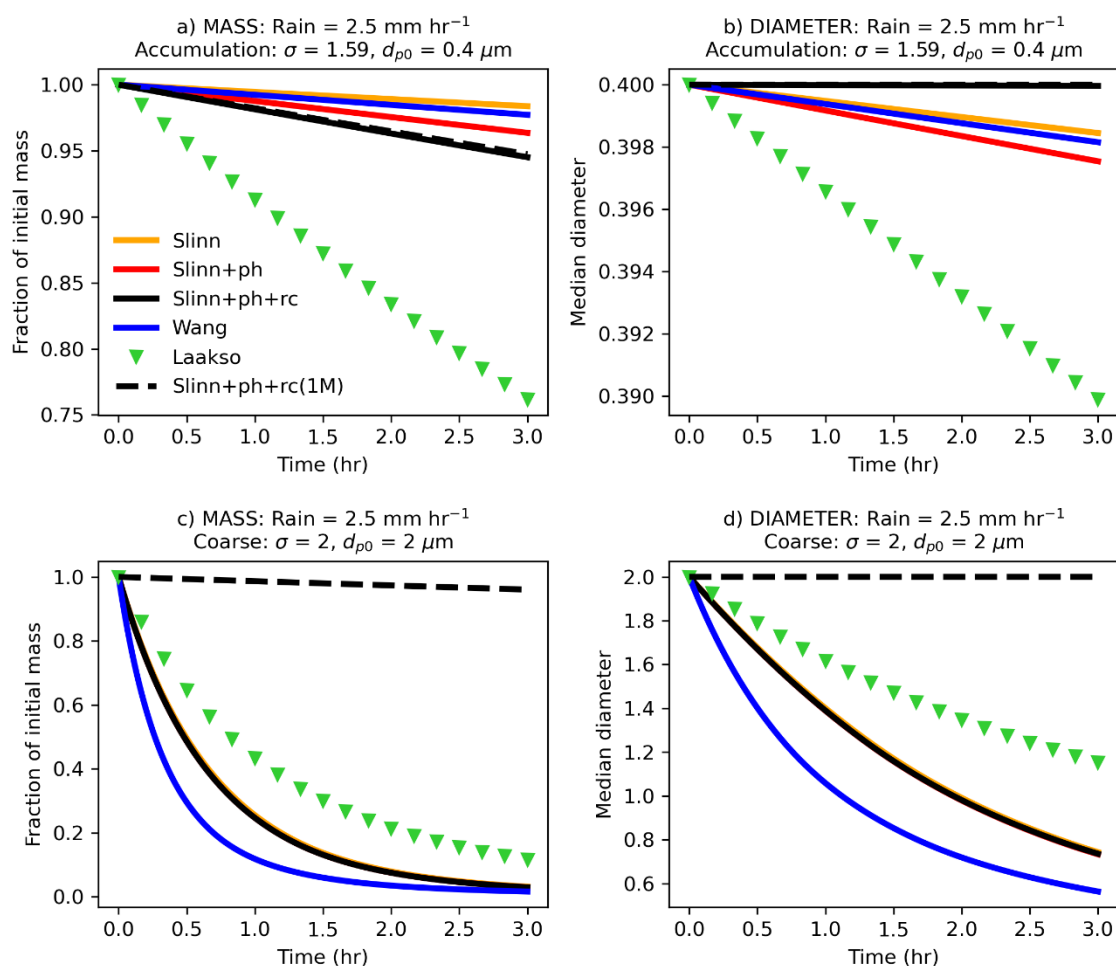 a) MASS: Rain = 2.5 mm hr⁻¹
Accumulation: σ = 1.59, dₚ₀ = 0.4 μm
Fraction of initial mass
1.00
0.95
0.90
0.85
0.80
0.75
Slinn
Slinn+ph
Slinn+ph+rc
Wang
Laakso
Slinn+ph+rc(1M)
0.0 0.5 1.0 1.5 2.0 2.5 3.0
Time (hr)
b) DIAMETER: Rain = 2.5 mm hr⁻¹
Accumulation: σ = 1.59, dₚ₀ = 0.4 μm
Median diameter
0.400
0.398
0.396
0.394
0.392
0.390
0.0 0.5 1.0 1.5 2.0 2.5 3.0
Time (hr)
c) MASS: Rain = 2.5 mm hr⁻¹
Coarse: σ = 2, dₚ₀ = 2 μm
Fraction of initial mass
1.0
0.8
0.6
0.4
0.2
0.0
0.0 0.5 1.0 1.5 2.0 2.5 3.0
Time (hr)
d) DIAMETER: Rain = 2.5 mm hr⁻¹
Coarse: σ = 2, dₚ₀ = 2 μm
Median diameter
2.0
1.8
1.6
1.4
1.2
1.0
0.8
0.6
0.0 0.5 1.0 1.5 2.0 2.5 3.0
Time (hr)